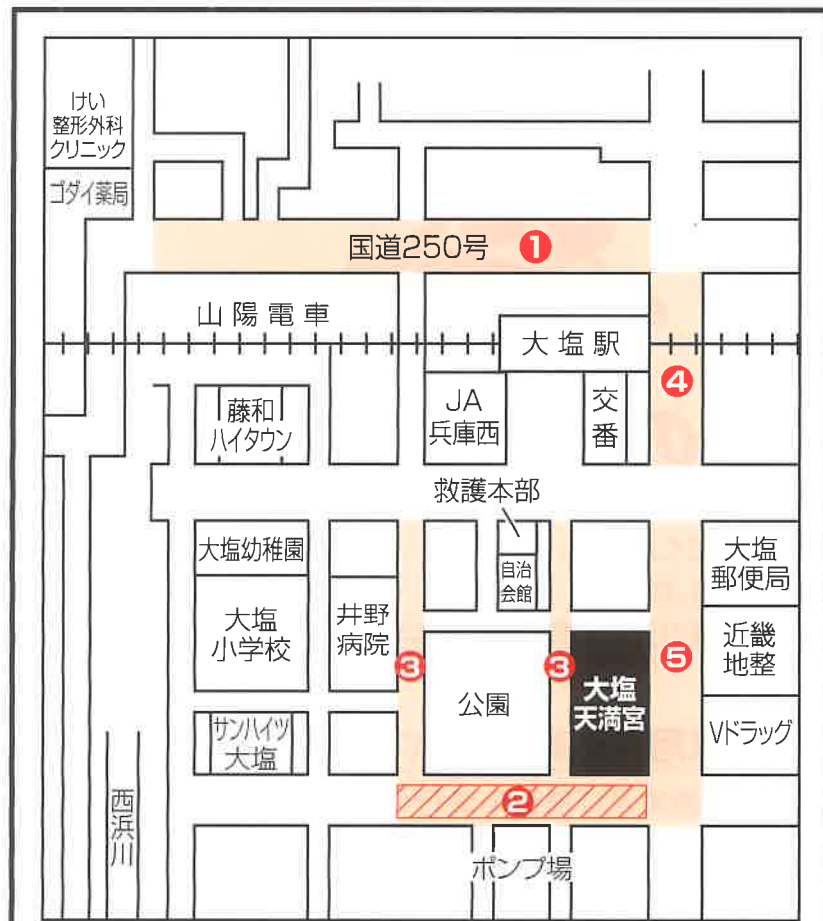 けい
整形外科
クリニック
ゴダイ薬局
国道250号 ❶
山陽電車
大塩駅
❹
藤和
ハイタウン
JA
兵庫西
交
番
救護本部
大塩幼稚園
自治
会館
大塩
郵便局
大塩
小学校
井野
病院
❸
❸
❺
近畿
地整
公園
大塩
天満宮
サンハイツ
大塩
Vドラッグ
❷
西浜川
ポンプ場